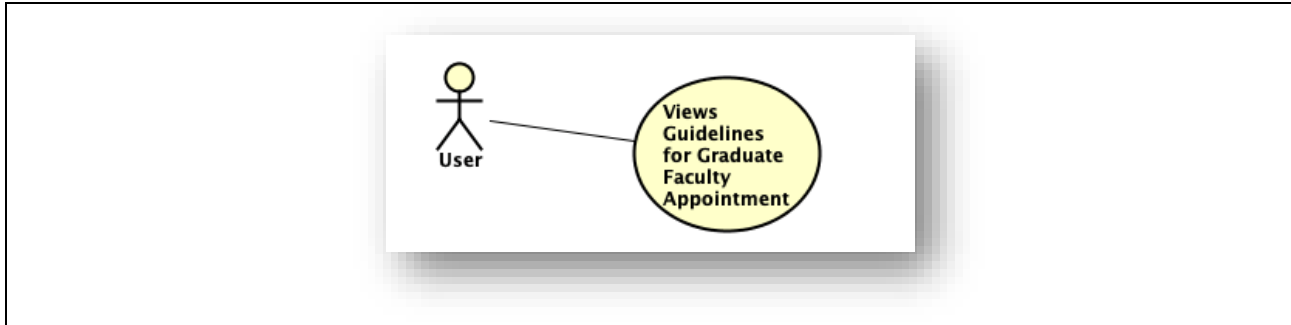 User
Views
Guidelines
for Graduate
Faculty
Appointment